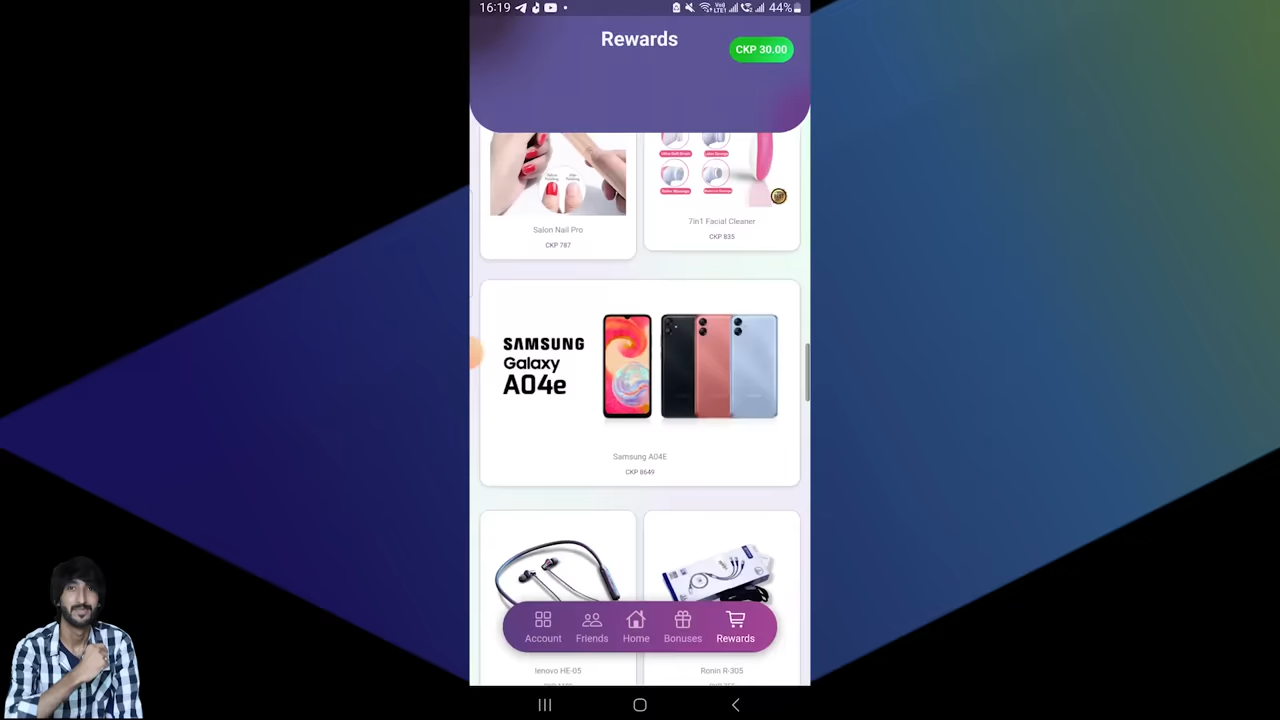 16:19
44%
Rewards
CKP 30.00
Salon Nail Pro
CKP 787
7in1 Facial Cleaner
CKP 835
SAMSUNG
Galaxy
A04e
Samsung A04E
CKP 8649
Account
Friends
Home
Bonuses
Rewards
lenovo HE-05
Ronin R-305